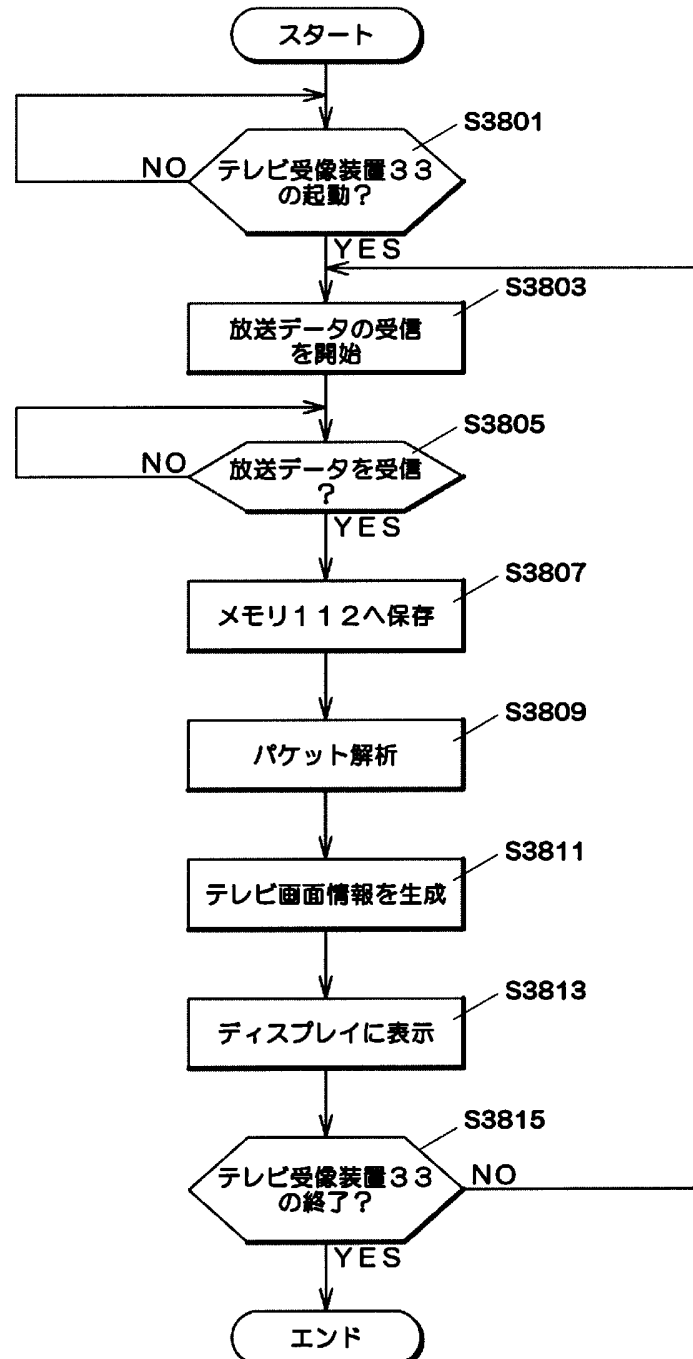 スタート
S3801
テレビ受像装置３３
の起動？
NO
YES
S3803
放送データの受信
を開始
S3805
放送データを受信
？
NO
YES
S3807
メモリ１１２へ保存
S3809
パケット解析
S3811
テレビ画面情報を生成
S3813
ディスプレイに表示
S3815
テレビ受像装置３３
の終了？
NO
YES
エンド